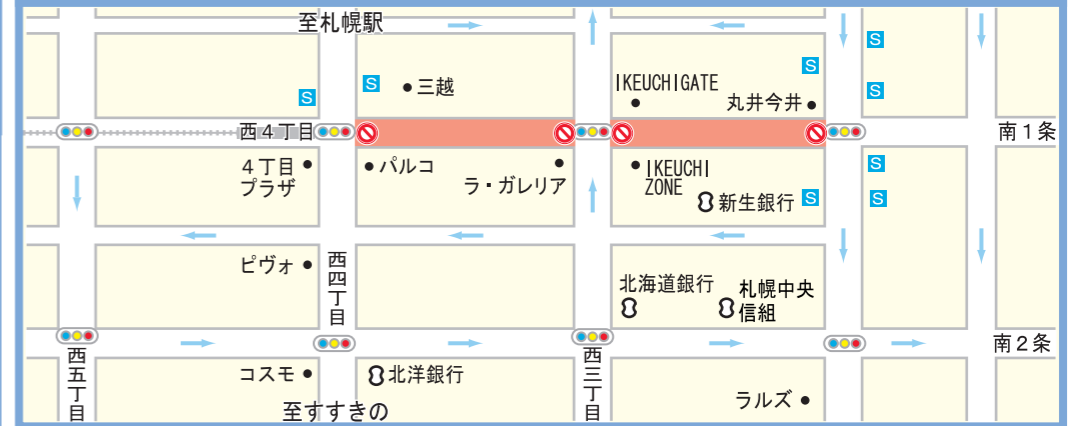 至札幌駅
S
S
S
三越
S
IKEUCHIGATE
S
丸井今井
S
西4丁目
南1条
4丁目
プラザ
パルコ
ラ・ガレリア
IKEUCHI
ZONE
新生銀行
S
S
S
ピヴォ
西四丁目
北海道銀行
札幌中央
信組
南2条
西五丁目
コスモ
北洋銀行
西三丁目
ラルズ
至すすきの